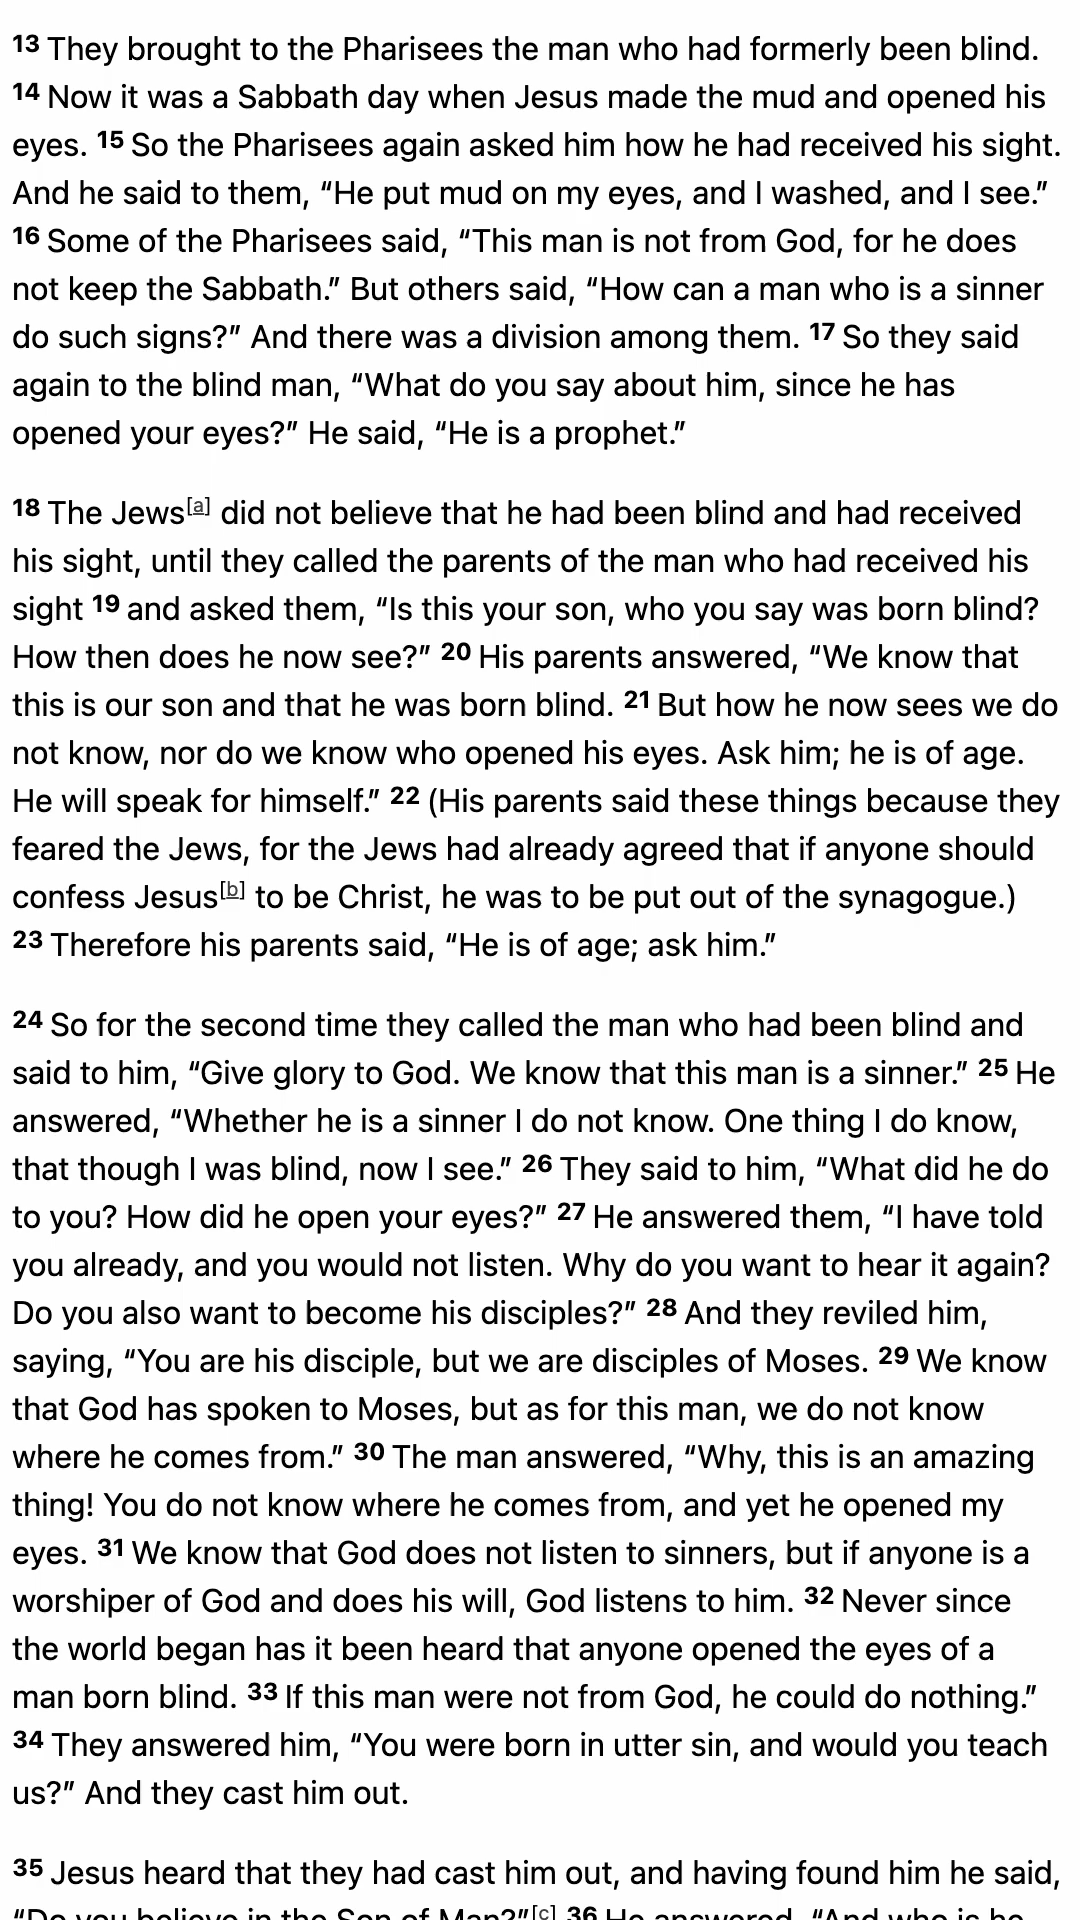 13 They brought to the Pharisees the man who had formerly been blind.
14 Now it was a Sabbath day when Jesus made the mud and opened his
eyes. 15 So the Pharisees again asked him how he had received his sight.
And he said to them, “He put mud on my eyes, and I washed, and I see.”
16 Some of the Pharisees said, “This man is not from God, for he does
not keep the Sabbath.” But others said, “How can a man who is a sinner
do such signs?” And there was a division among them. 17 So they said
again to the blind man, “What do you say about him, since he has
opened your eyes?” He said, “He is a prophet.”
18 The Jews[a] did not believe that he had been blind and had received
his sight, until they called the parents of the man who had received his
sight 19 and asked them, “Is this your son, who you say was born blind?
How then does he now see?” 20 His parents answered, “We know that
this is our son and that he was born blind. 21 But how he now sees we do
not know, nor do we know who opened his eyes. Ask him; he is of age.
He will speak for himself.” 22 (His parents said these things because they
feared the Jews, for the Jews had already agreed that if anyone should
confess Jesus[b] to be Christ, he was to be put out of the synagogue.)
23 Therefore his parents said, “He is of age; ask him.”
24 So for the second time they called the man who had been blind and
said to him, “Give glory to God. We know that this man is a sinner.” 25 He
answered, “Whether he is a sinner I do not know. One thing I do know,
that though I was blind, now I see.” 26 They said to him, “What did he do
to you? How did he open your eyes?” 27 He answered them, “I have told
you already, and you would not listen. Why do you want to hear it again?
Do you also want to become his disciples?” 28 And they reviled him,
saying, “You are his disciple, but we are disciples of Moses. 29 We know
that God has spoken to Moses, but as for this man, we do not know
where he comes from.” 30 The man answered, “Why, this is an amazing
thing! You do not know where he comes from, and yet he opened my
eyes. 31 We know that God does not listen to sinners, but if anyone is a
worshiper of God and does his will, God listens to him. 32 Never since
the world began has it been heard that anyone opened the eyes of a
man born blind. 33 If this man were not from God, he could do nothing.”
34 They answered him, “You were born in utter sin, and would you teach
us?” And they cast him out.
35 Jesus heard that they had cast him out, and having found him he said,
“Do you believe in the Son of Man?”[c] 36 He answered, “And who is he,